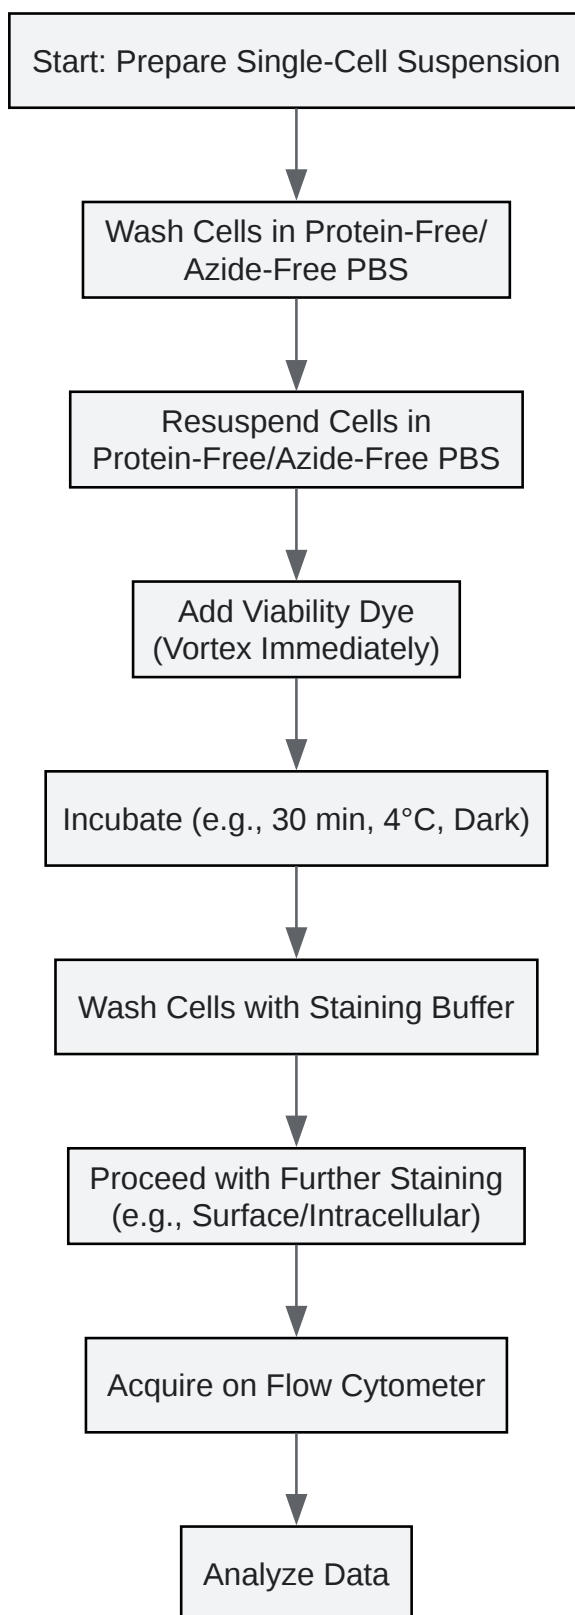 Start: Prepare Single-Cell Suspension
Wash Cells in Protein-Free/
Azide-Free PBS
Resuspend Cells in
Protein-Free/Azide-Free PBS
Add Viability Dye
(Vortex Immediately)
Incubate (e.g., 30 min, 4°C, Dark)
Wash Cells with Staining Buffer
Proceed with Further Staining
(e.g., Surface/Intracellular)
Acquire on Flow Cytometer
Analyze Data